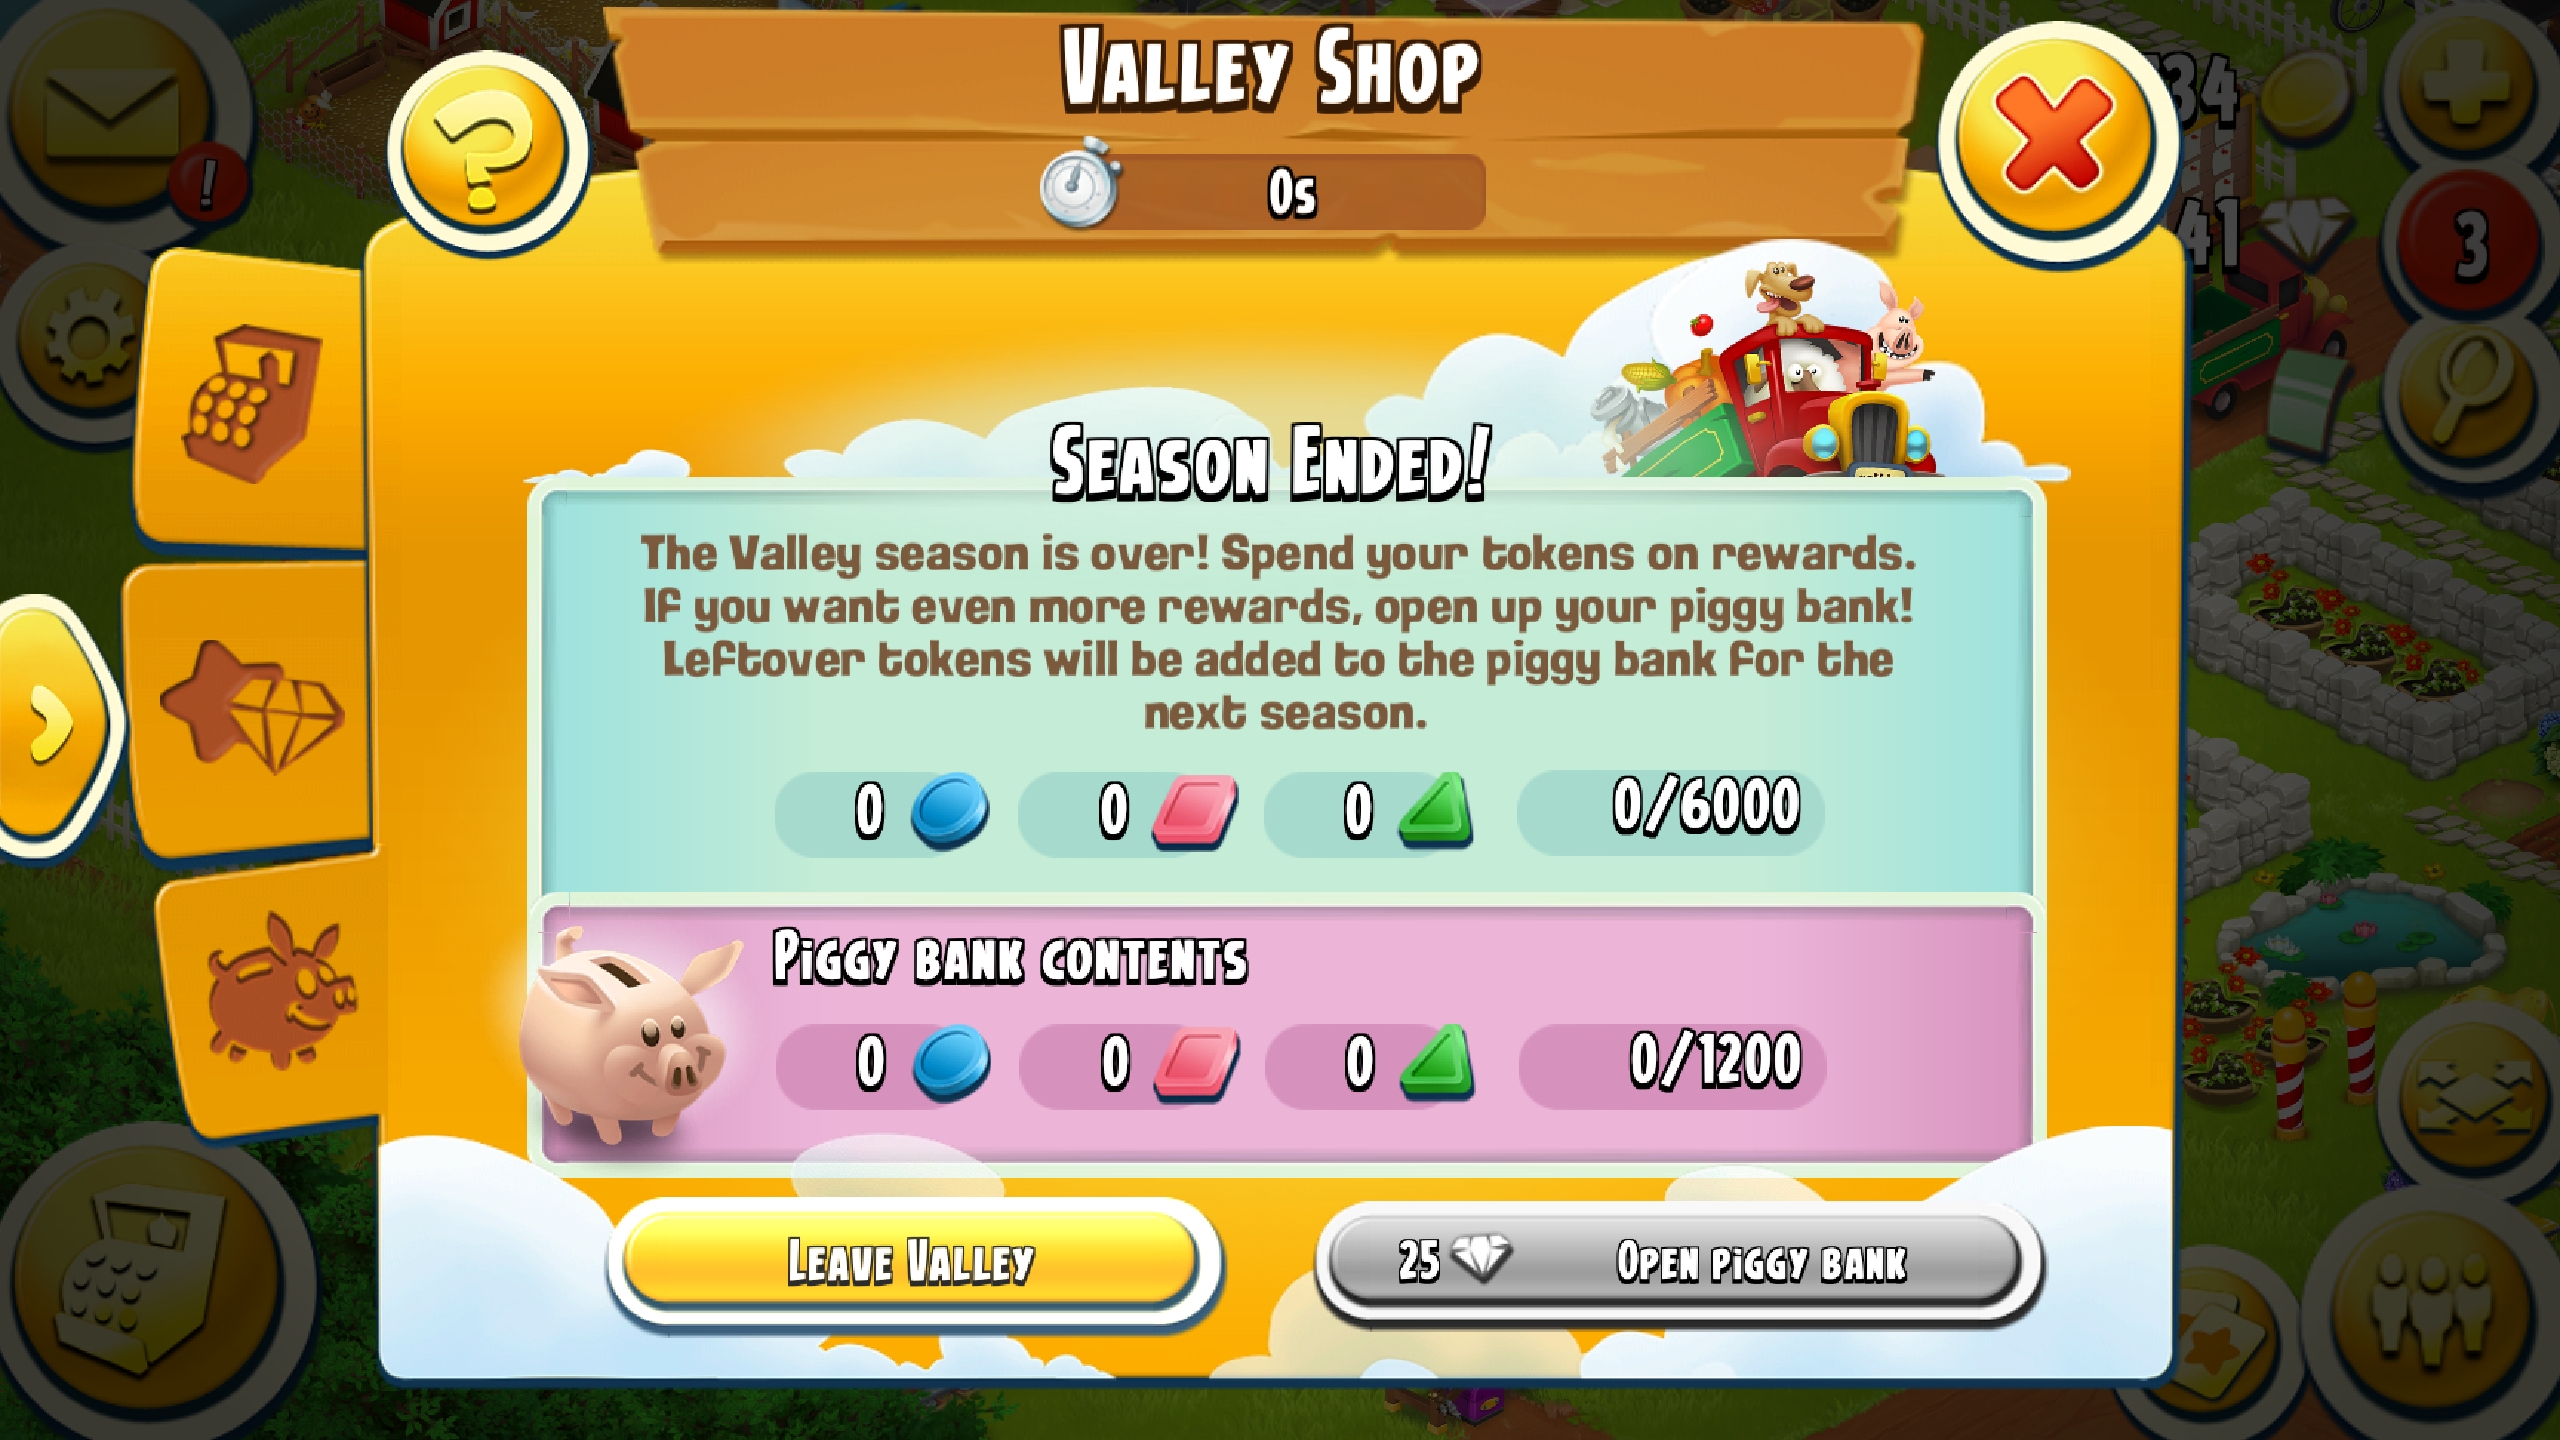 VALLEY SHOP
0s
!
34
41
3
SEASON ENDED!
The Valley season is over! Spend your tokens on rewards.
If you want even more rewards, open up your piggy bank!
Leftover tokens will be added to the piggy bank for the
next season.
0 0 0 0/6000
PIGGY BANK CONTENTS
0 0 0 0/1200
LEAVE VALLEY
25 OPEN PIGGY BANK